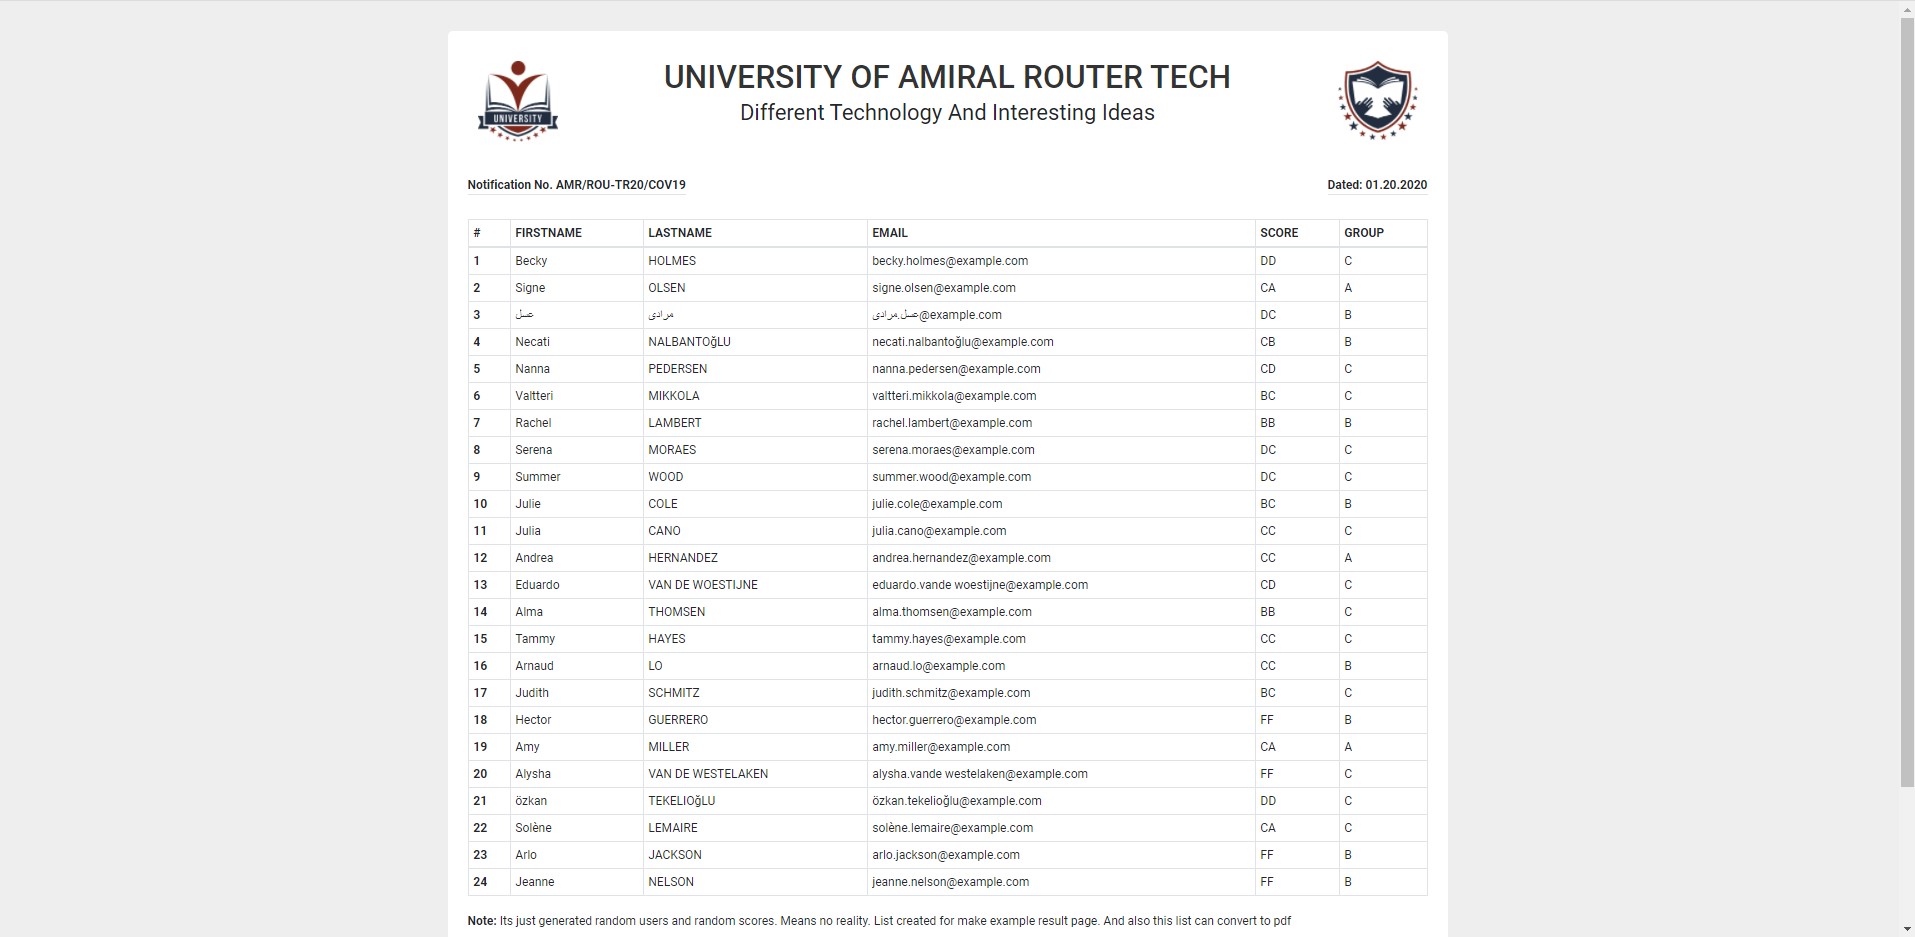 UNIVERSITY
UNIVERSITY OF AMIRAL ROUTER TECH
Different Technology And Interesting Ideas
Notification No. AMR/ROU-TR20/COV19 Dated: 01.20.2020
# FIRSTNAME LASTNAME EMAIL SCORE GROUP
1 Becky HOLMES becky.holmes@example.com DD C
2 Signe OLSEN signe.olsen@example.com CA A
3 عسل مرادی عسل.مرادی@example.com DC B
4 Necati NALBANTOğLU necati.nalbantoğlu@example.com CB B
5 Nanna PEDERSEN nanna.pedersen@example.com CD C
6 Valtteri MIKKOLA valtteri.mikkola@example.com BC C
7 Rachel LAMBERT rachel.lambert@example.com BB B
8 Serena MORAES serena.moraes@example.com DC C
9 Summer WOOD summer.wood@example.com DC C
10 Julie COLE julie.cole@example.com BC B
11 Julia CANO julia.cano@example.com CC C
12 Andrea HERNANDEZ andrea.hernandez@example.com CC A
13 Eduardo VAN DE WOESTIJNE eduardo.vande woestijne@example.com CD C
14 Alma THOMSEN alma.thomsen@example.com BB C
15 Tammy HAYES tammy.hayes@example.com CC C
16 Arnaud LO arnaud.lo@example.com CC B
17 Judith SCHMITZ judith.schmitz@example.com BC C
18 Hector GUERRERO hector.guerrero@example.com FF B
19 Amy MILLER amy.miller@example.com CA A
20 Alysha VAN DE WESTELAKEN alysha.vande westelaken@example.com FF C
21 özkan TEKELIOğLU özkan.tekelioğlu@example.com DD C
22 Solène LEMAIRE solène.lemaire@example.com CA C
23 Arlo JACKSON arlo.jackson@example.com FF B
24 Jeanne NELSON jeanne.nelson@example.com FF B
Note: Its just generated random users and random scores. Means no reality. List created for make example result page. And also this list can convert to pdf